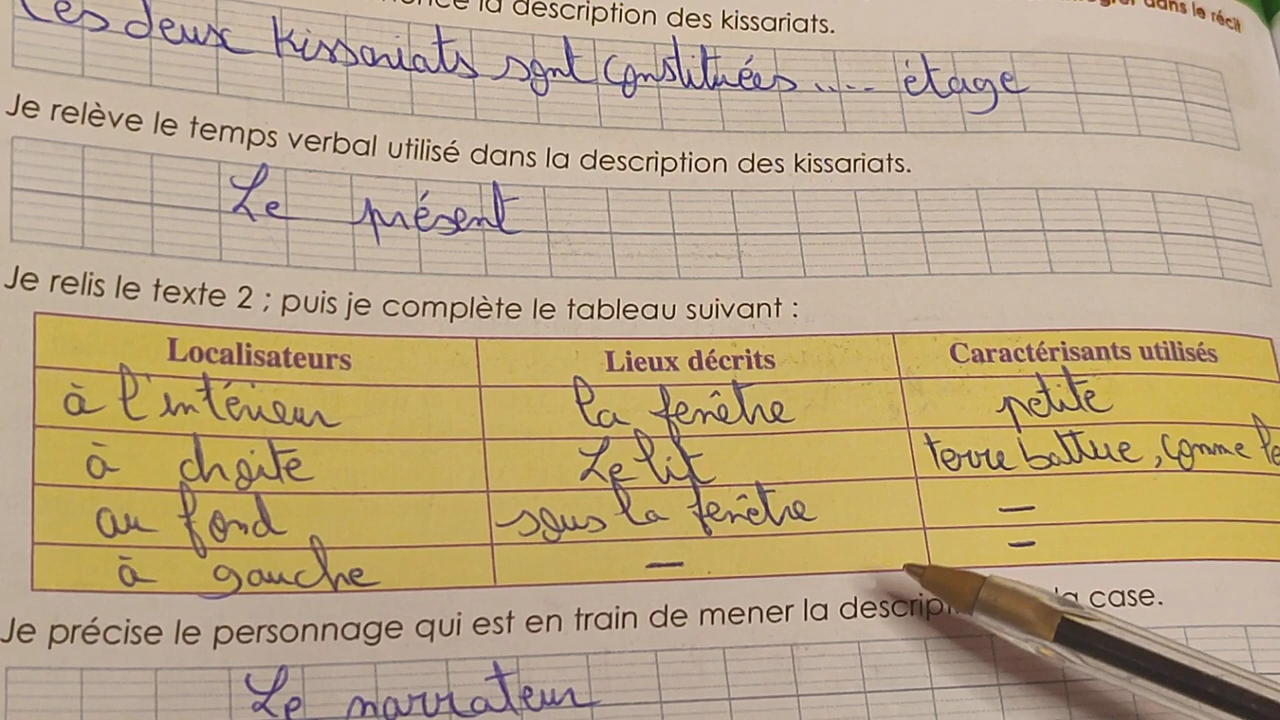 la description des kissariats.
dans le récit
Les deux kissariats sont constituées .... étage
Je relève le temps verbal utilisé dans la description des kissariats.
Le présent
Je relis le texte 2 ; puis je complète le tableau suivant :
Localisateurs Lieux décrits Caractérisants utilisés
à l'intérieur la fenêtre petite
à droite Le lit terre battue, comme
au fond sous la fenêtre —
à gauche — —
Je précise le personnage qui est en train de mener la case.
Le narrateur